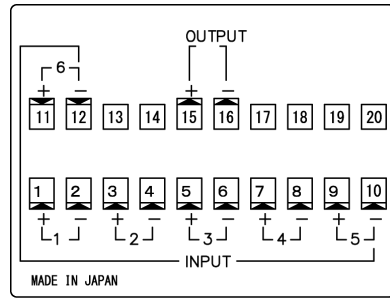 OUTPUT
6
+ − + −
11 12 13 14 15 16 17 18 19 20
1 2 3 4 5 6 7 8 9 10
+ − + − + − + − + −
1 2 3 4 5
INPUT
MADE IN JAPAN